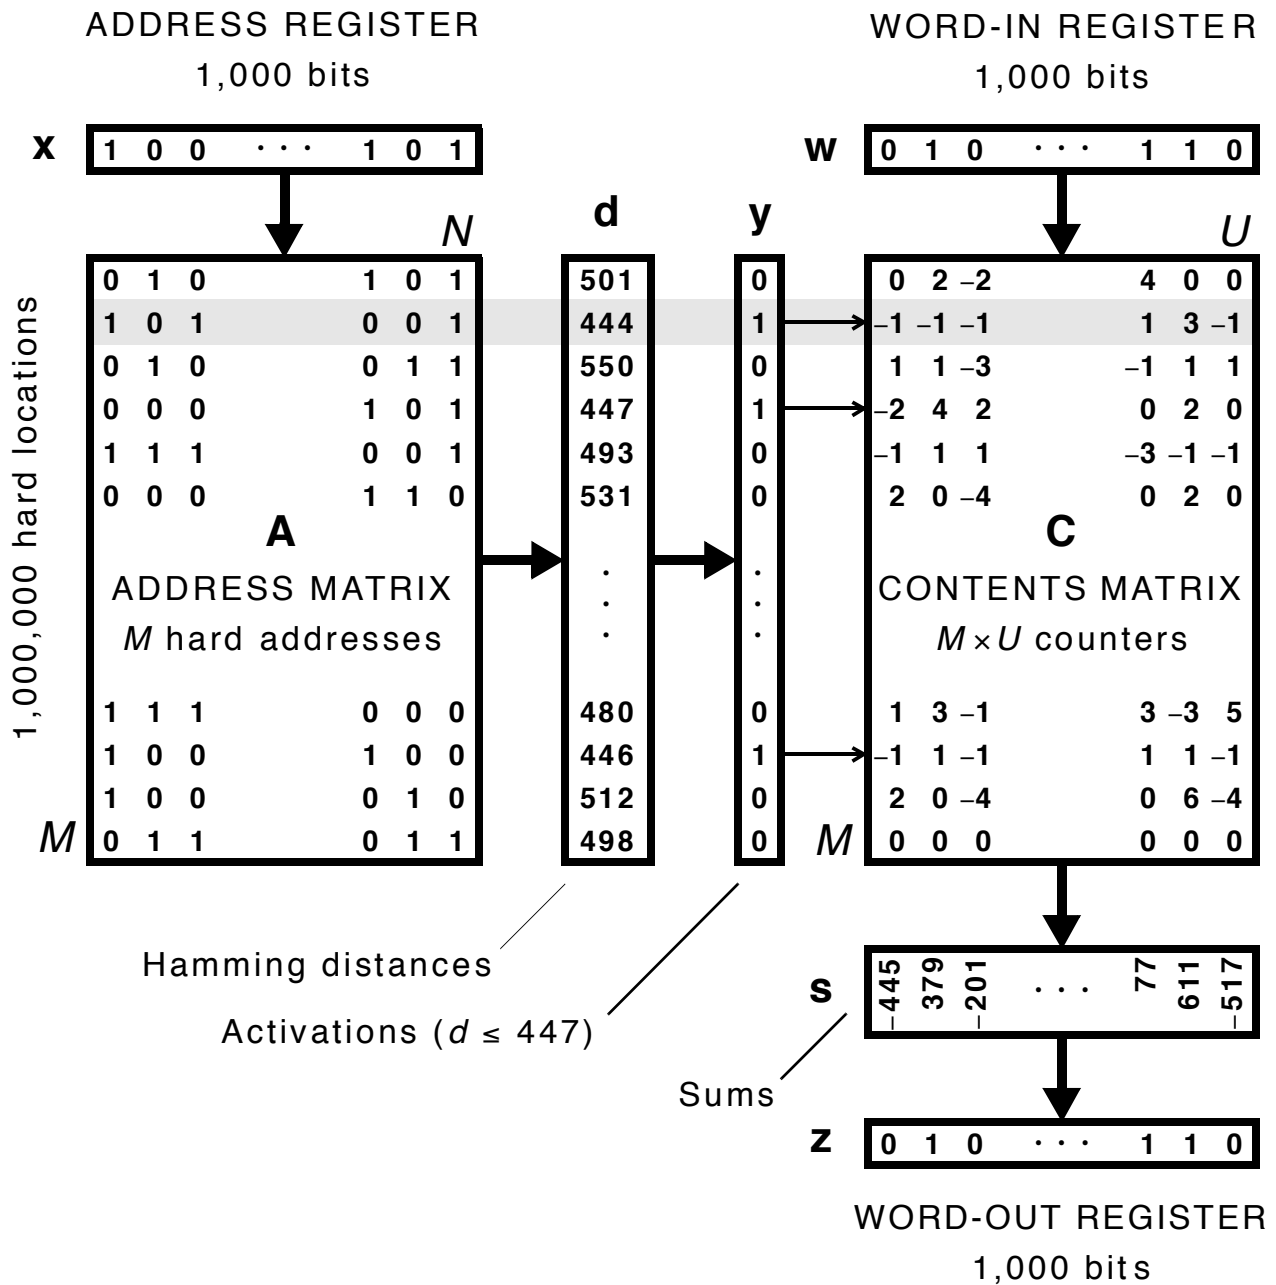 ADDRESS REGISTER
1,000 bits
WORD-IN REGISTER
1,000 bits
x 1 0 0 · · · 1 0 1
w 0 1 0 · · · 1 1 0
N d y U
0 1 0 1 0 1 501 0 0 2 –2 4 0 0
1 0 1 0 0 1 444 1 –1 –1 –1 1 3 –1
0 1 0 0 1 1 550 0 1 1 –3 –1 1 1
0 0 0 1 0 1 447 1 –2 4 2 0 2 0
1 1 1 0 0 1 493 0 –1 1 1 –3 –1 –1
0 0 0 1 1 0 531 0 2 0 –4 0 2 0
A
ADDRESS MATRIX
M hard addresses
· · ·
· · ·
C
CONTENTS MATRIX
M × U counters
1 1 1 0 0 0 480 0 1 3 –1 3 –3 5
1 0 0 1 0 0 446 1 –1 1 –1 1 1 –1
1 0 0 0 1 0 512 0 2 0 –4 0 6 –4
M 0 1 1 0 1 1 498 0 M 0 0 0 0 0 0
1,000,000 hard locations
Hamming distances
Activations (d ≤ 447)
s –445 379 –201 · · · 77 611 –517
Sums
z 0 1 0 · · · 1 1 0
WORD-OUT REGISTER
1,000 bits